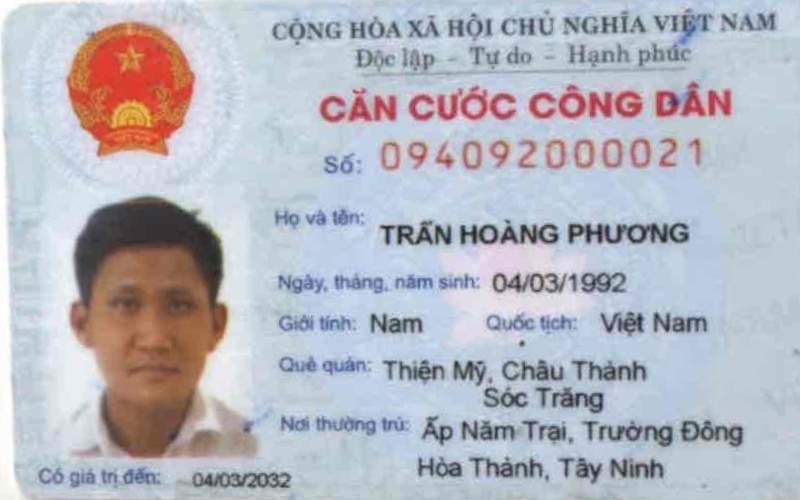 CỘNG HÒA XÃ HỘI CHỦ NGHĨA VIỆT NAM
Độc lập - Tự do - Hạnh phúc
CĂN CƯỚC CÔNG DÂN
Số: 094092000021
Họ và tên: TRẦN HOÀNG PHƯƠNG
Ngày, tháng, năm sinh: 04/03/1992
Giới tính: Nam Quốc tịch: Việt Nam
Quê quán: Thiện Mỹ, Châu Thành
Sóc Trăng
Nơi thường trú: Ấp Năm Trại, Trường Đông
Hòa Thành, Tây Ninh
Có giá trị đến: 04/03/2032